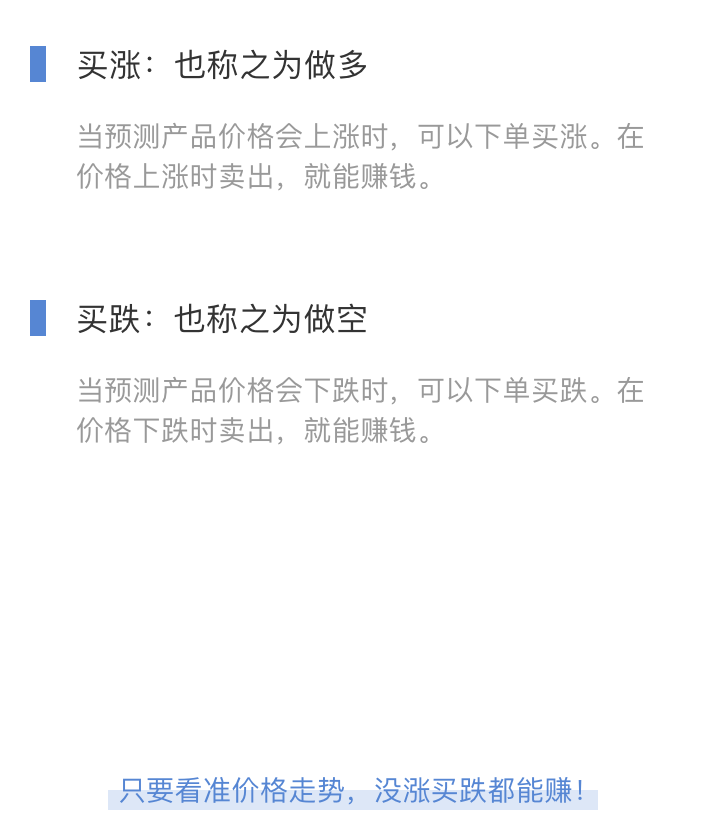 买涨：也称之为做多
当预测产品价格会上涨时，可以下单买涨。在
价格上涨时卖出，就能赚钱。
买跌：也称之为做空
当预测产品价格会下跌时，可以下单买跌。在
价格下跌时卖出，就能赚钱。
只要看准价格走势，没涨买跌都能赚！